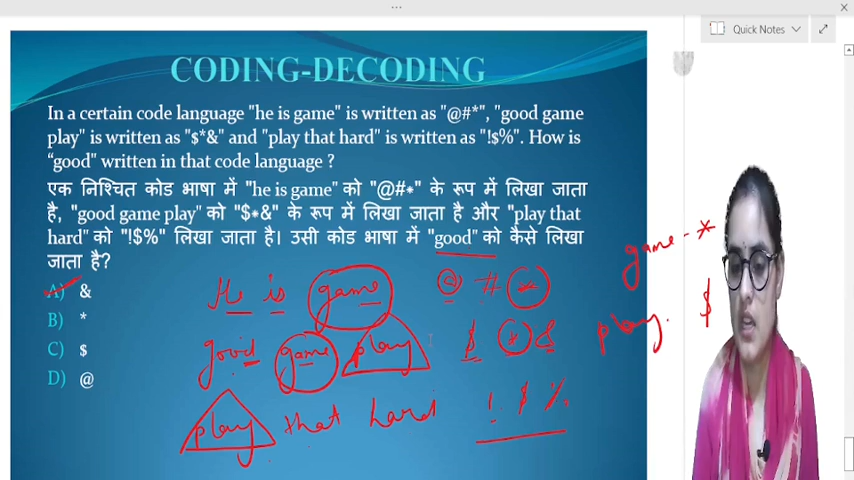 Quick Notes
CODING-DECODING
In a certain code language "he is game" is written as "@#*", "good game
play" is written as "$*&" and "play that hard" is written as "!$%". How is
“good" written in that code language ?
एक निश्चित कोड भाषा में "he is game" को "@#*" के रूप में लिखा जाता
है, "good game play" को "$*&" के रूप में लिखा जाता है और "play that
hard" को "!$%" लिखा जाता है। उसी कोड भाषा में "good" को कैसे लिखा
जाता है?
A) &
B) *
C) $
D) @
He is game @ # *
good game play $ * &
play that hard ! $ %
game - *
play. $